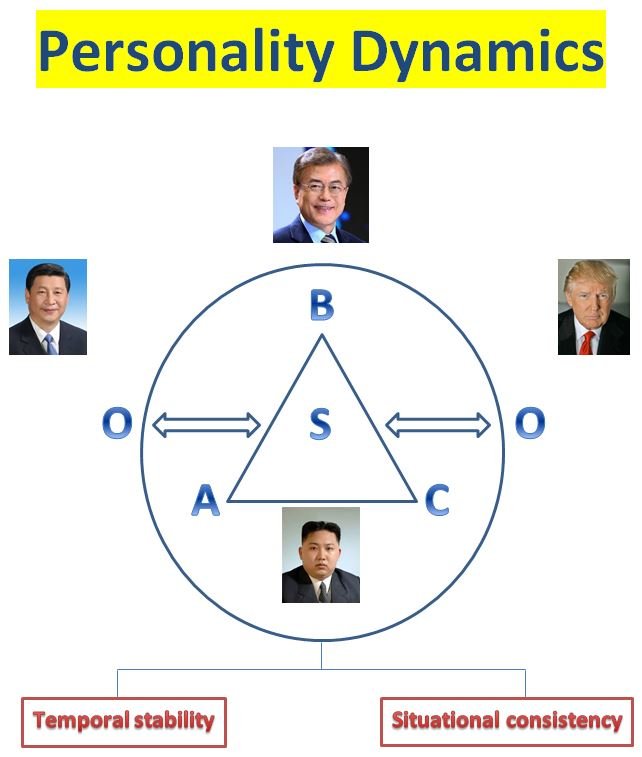 Personality Dynamics
B
O
S
O
A
C
Temporal stability
Situational consistency